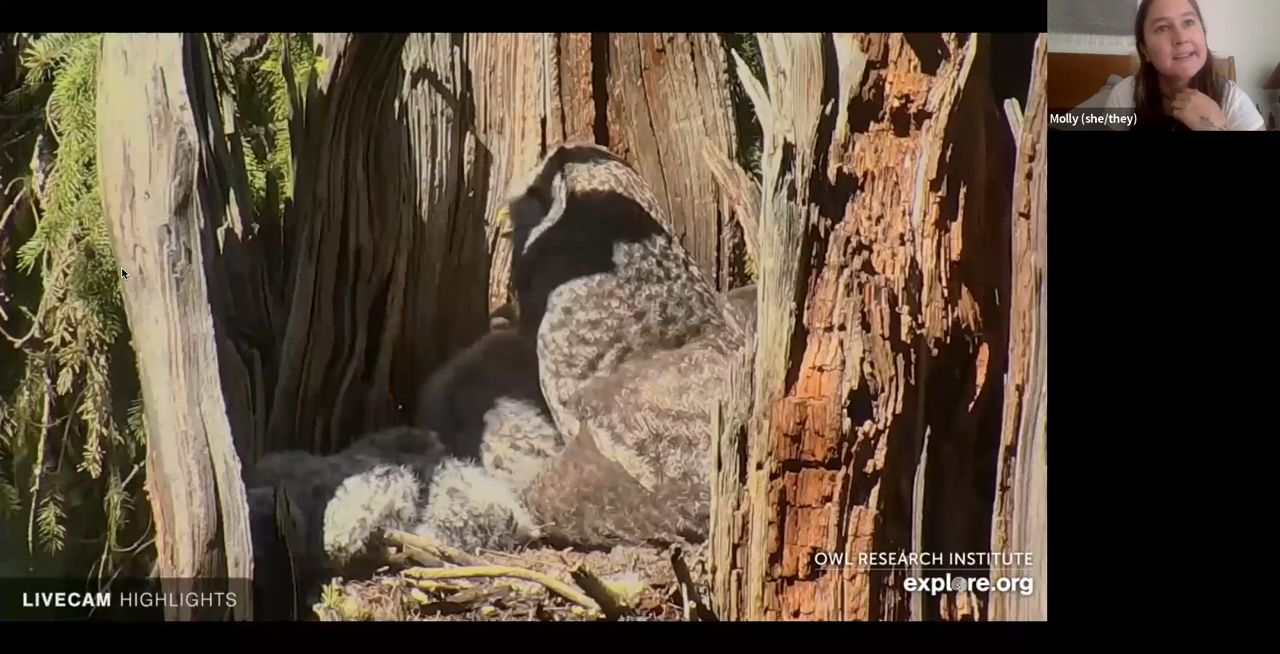 Molly (she/they)
OWL RESEARCH INSTITUTE
explore.org
LIVECAM HIGHLIGHTS